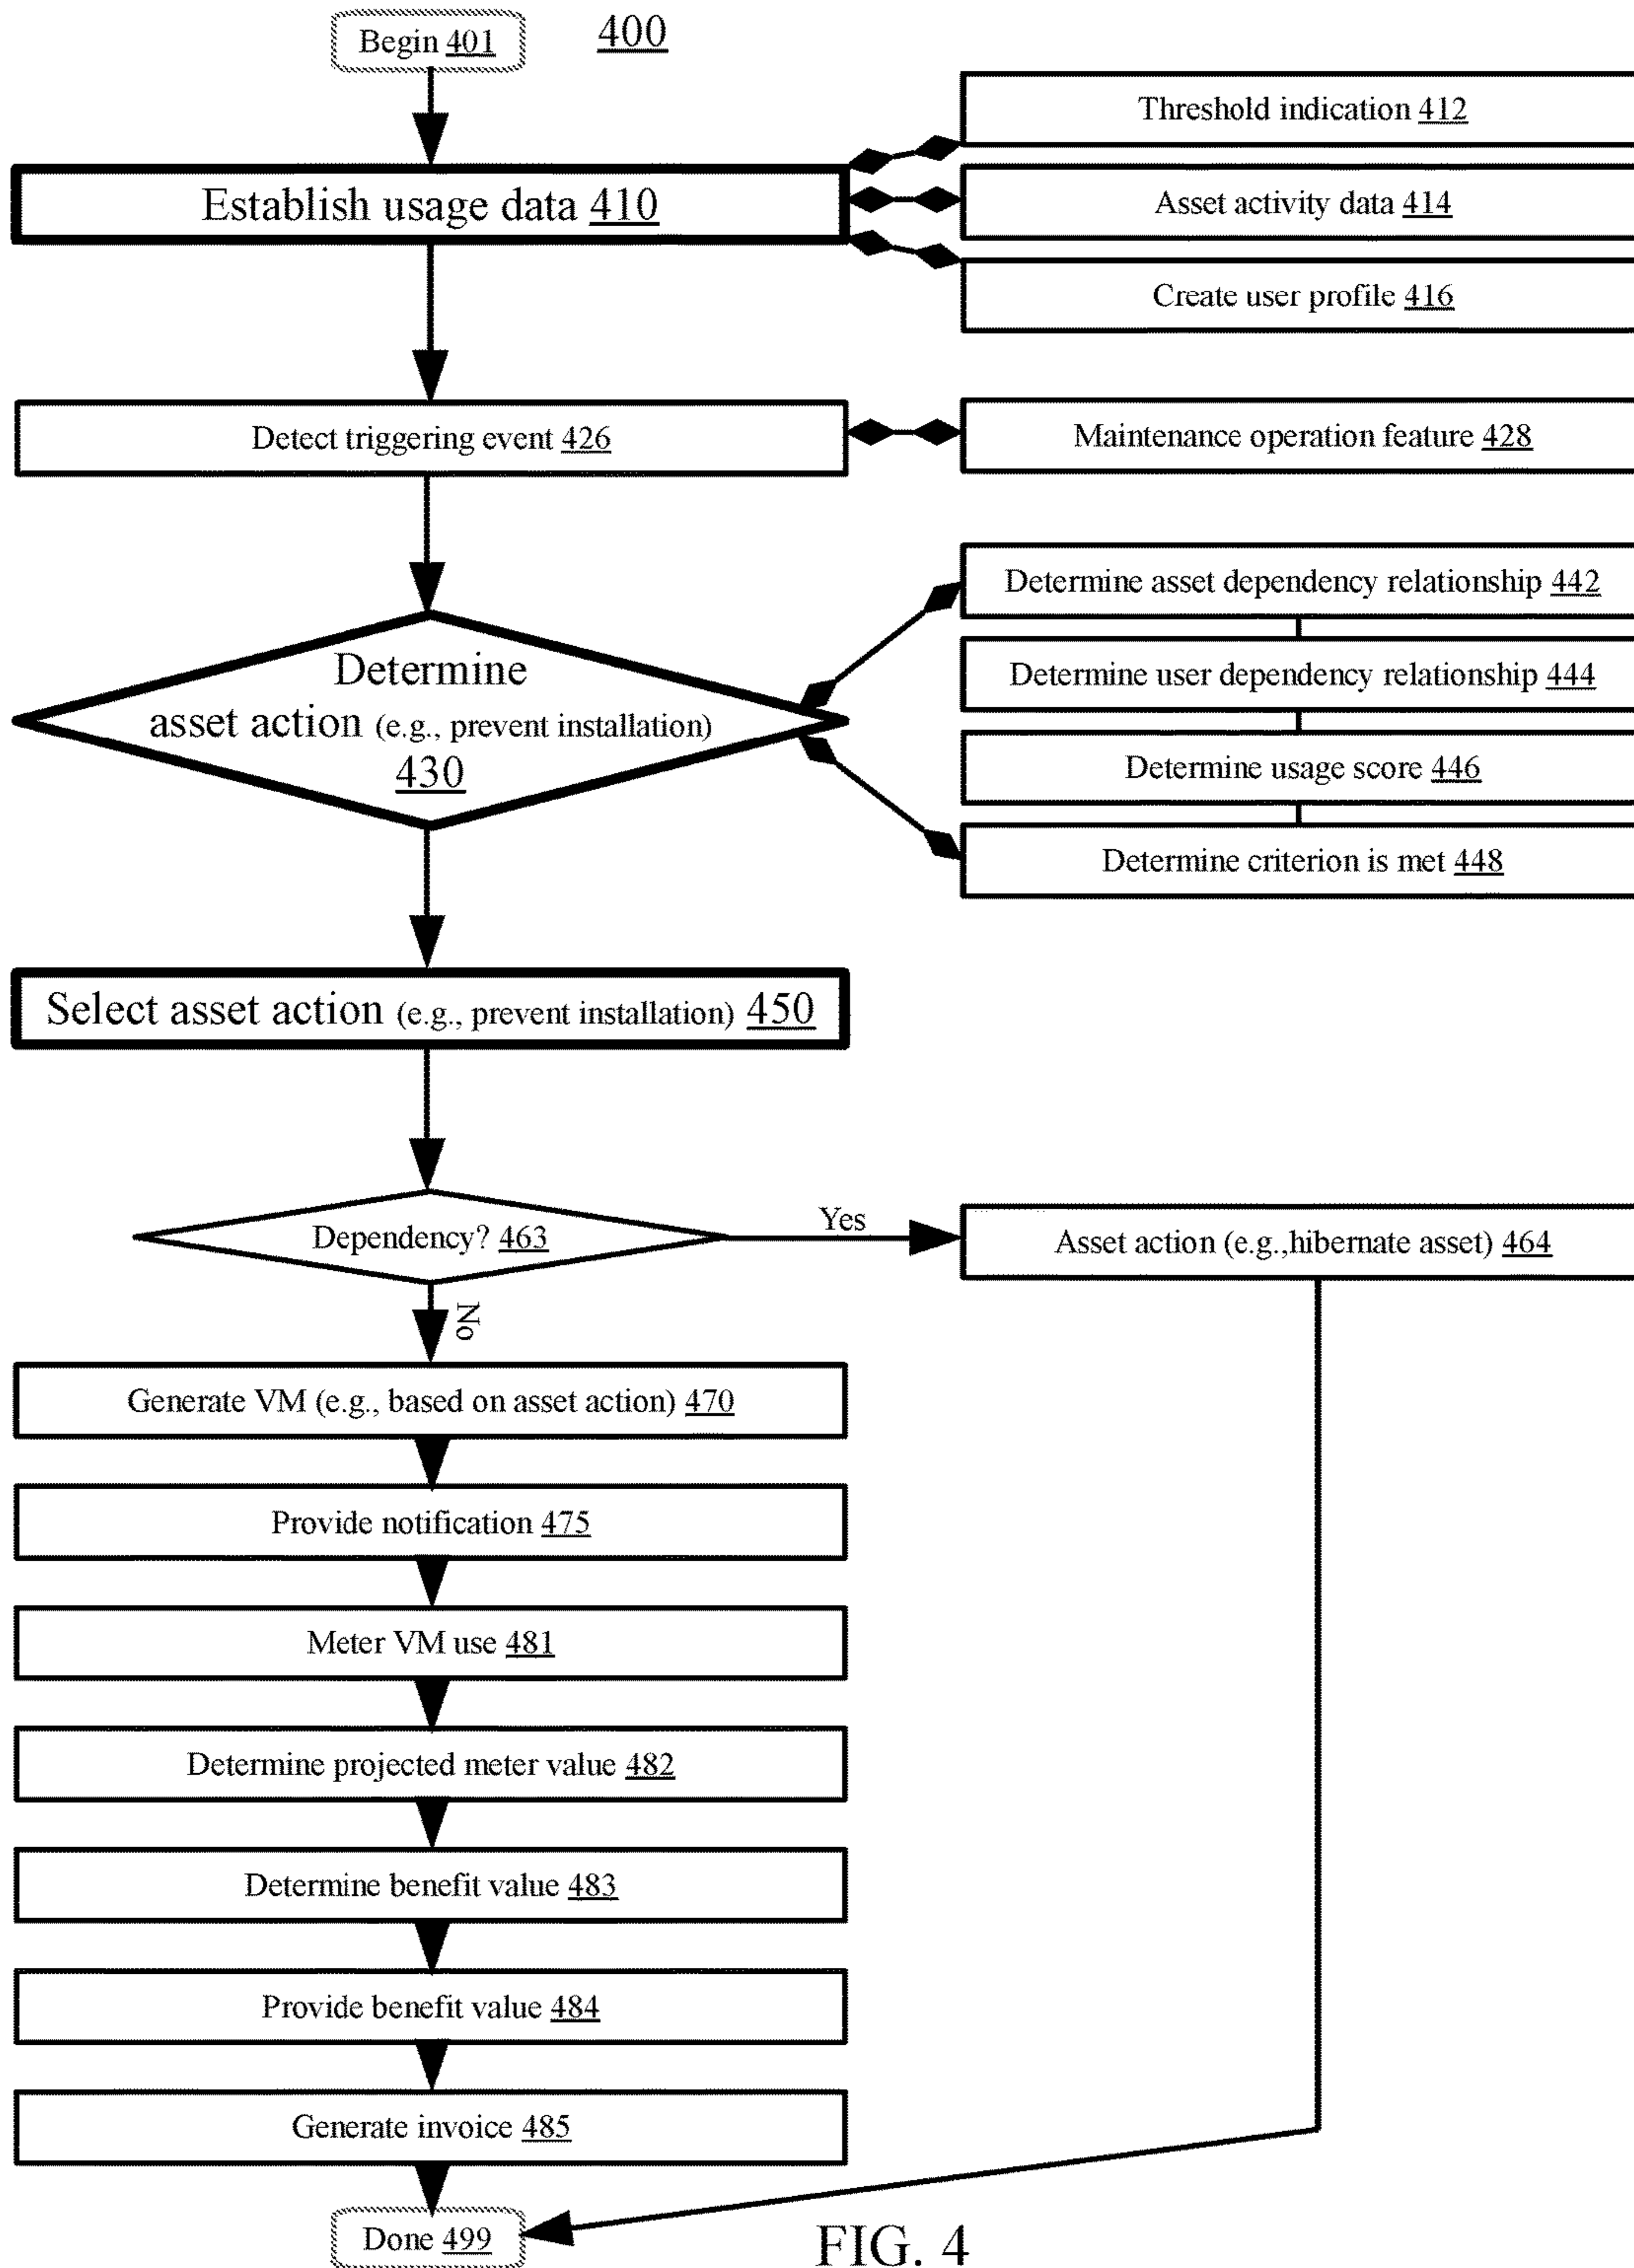 Begin 401
400
Threshold indication 412
Establish usage data 410
Asset activity data 414
Create user profile 416
Detect triggering event 426
Maintenance operation feature 428
Determine asset dependency relationship 442
Determine
asset action (e.g., prevent installation)
430
Determine user dependency relationship 444
Determine usage score 446
Determine criterion is met 448
Select asset action (e.g., prevent installation) 450
Dependency? 463
Yes
Asset action (e.g.,hibernate asset) 464
No
Generate VM (e.g., based on asset action) 470
Provide notification 475
Meter VM use 481
Determine projected meter value 482
Determine benefit value 483
Provide benefit value 484
Generate invoice 485
Done 499
FIG. 4